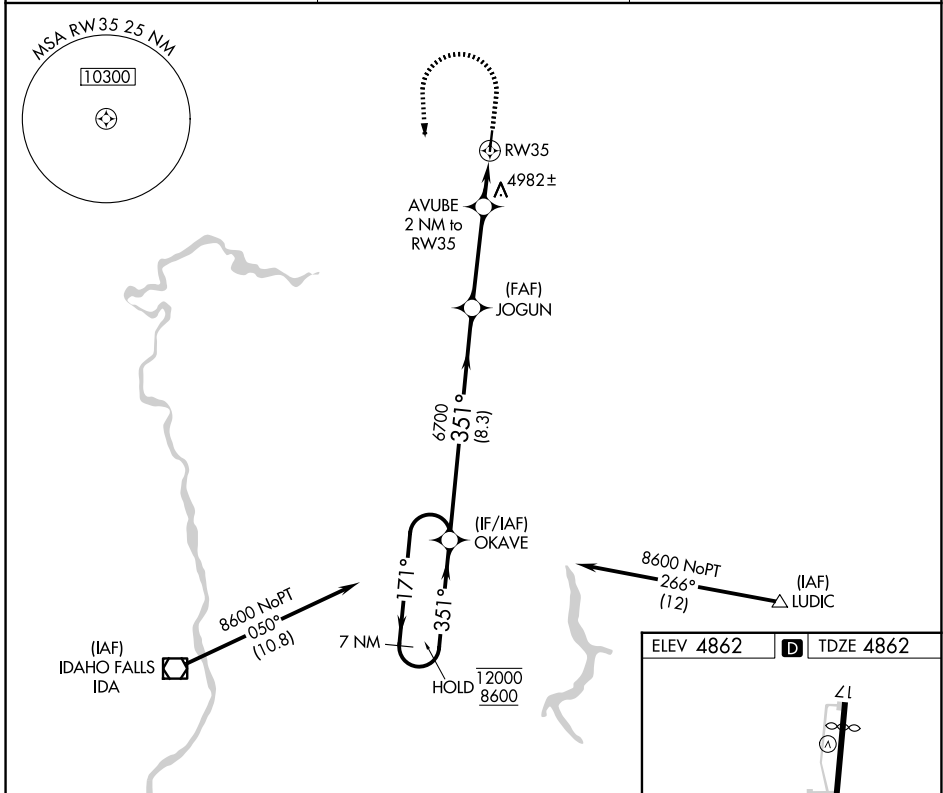 MSA RW35 25 NM
10300
RW35
4982±
AVUBE
2 NM to
RW35
(FAF)
JOGUN
6700
351°
(8.3)
(IF/IAF)
OKAVE
171°
351°
7 NM
HOLD
12000
8600
8600 NoPT
050°
(10.8)
(IAF)
IDAHO FALLS
IDA
8600 NoPT
266°
(12)
(IAF)
LUDIC
ELEV 4862
D
TDZE 4862
17